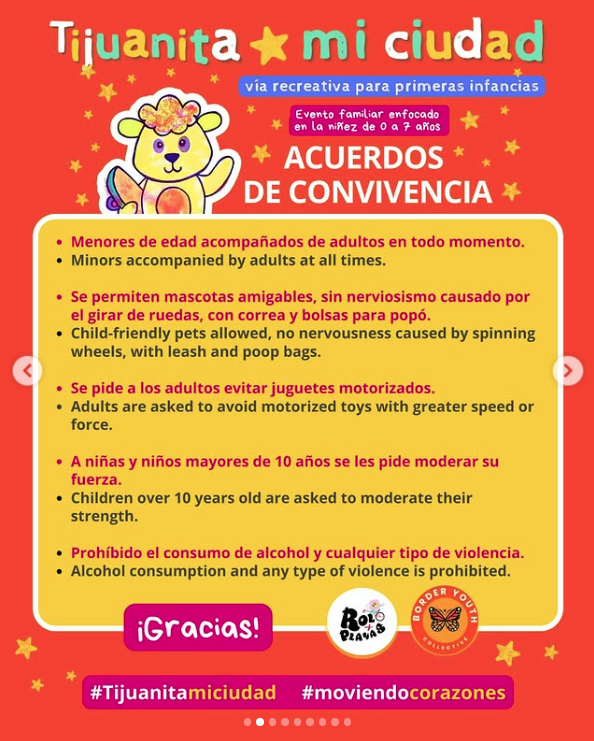 Tijuanita mi ciudad
vía recreativa para primeras infancias
Evento familiar enfocado
en la niñez de 0 a 7 años
ACUERDOS
DE CONVIVENCIA
• Menores de edad acompañados de adultos en todo momento.
• Minors accompanied by adults at all times.
• Se permiten mascotas amigables, sin nerviosismo causado por
el girar de ruedas, con correa y bolsas para popó.
• Child-friendly pets allowed, no nervousness caused by spinning
wheels, with leash and poop bags.
• Se pide a los adultos evitar juguetes motorizados.
• Adults are asked to avoid motorized toys with greater speed or
force.
• A niñas y niños mayores de 10 años se les pide moderar su
fuerza.
• Children over 10 years old are asked to moderate their
strength.
• Prohíbido el consumo de alcohol y cualquier tipo de violencia.
• Alcohol consumption and any type of violence is prohibited.
¡Gracias!
ROLO
PLAYAS
BORDER YOUTH
COLLECTIVE
#Tijuanitamiciudad #moviendocorazones